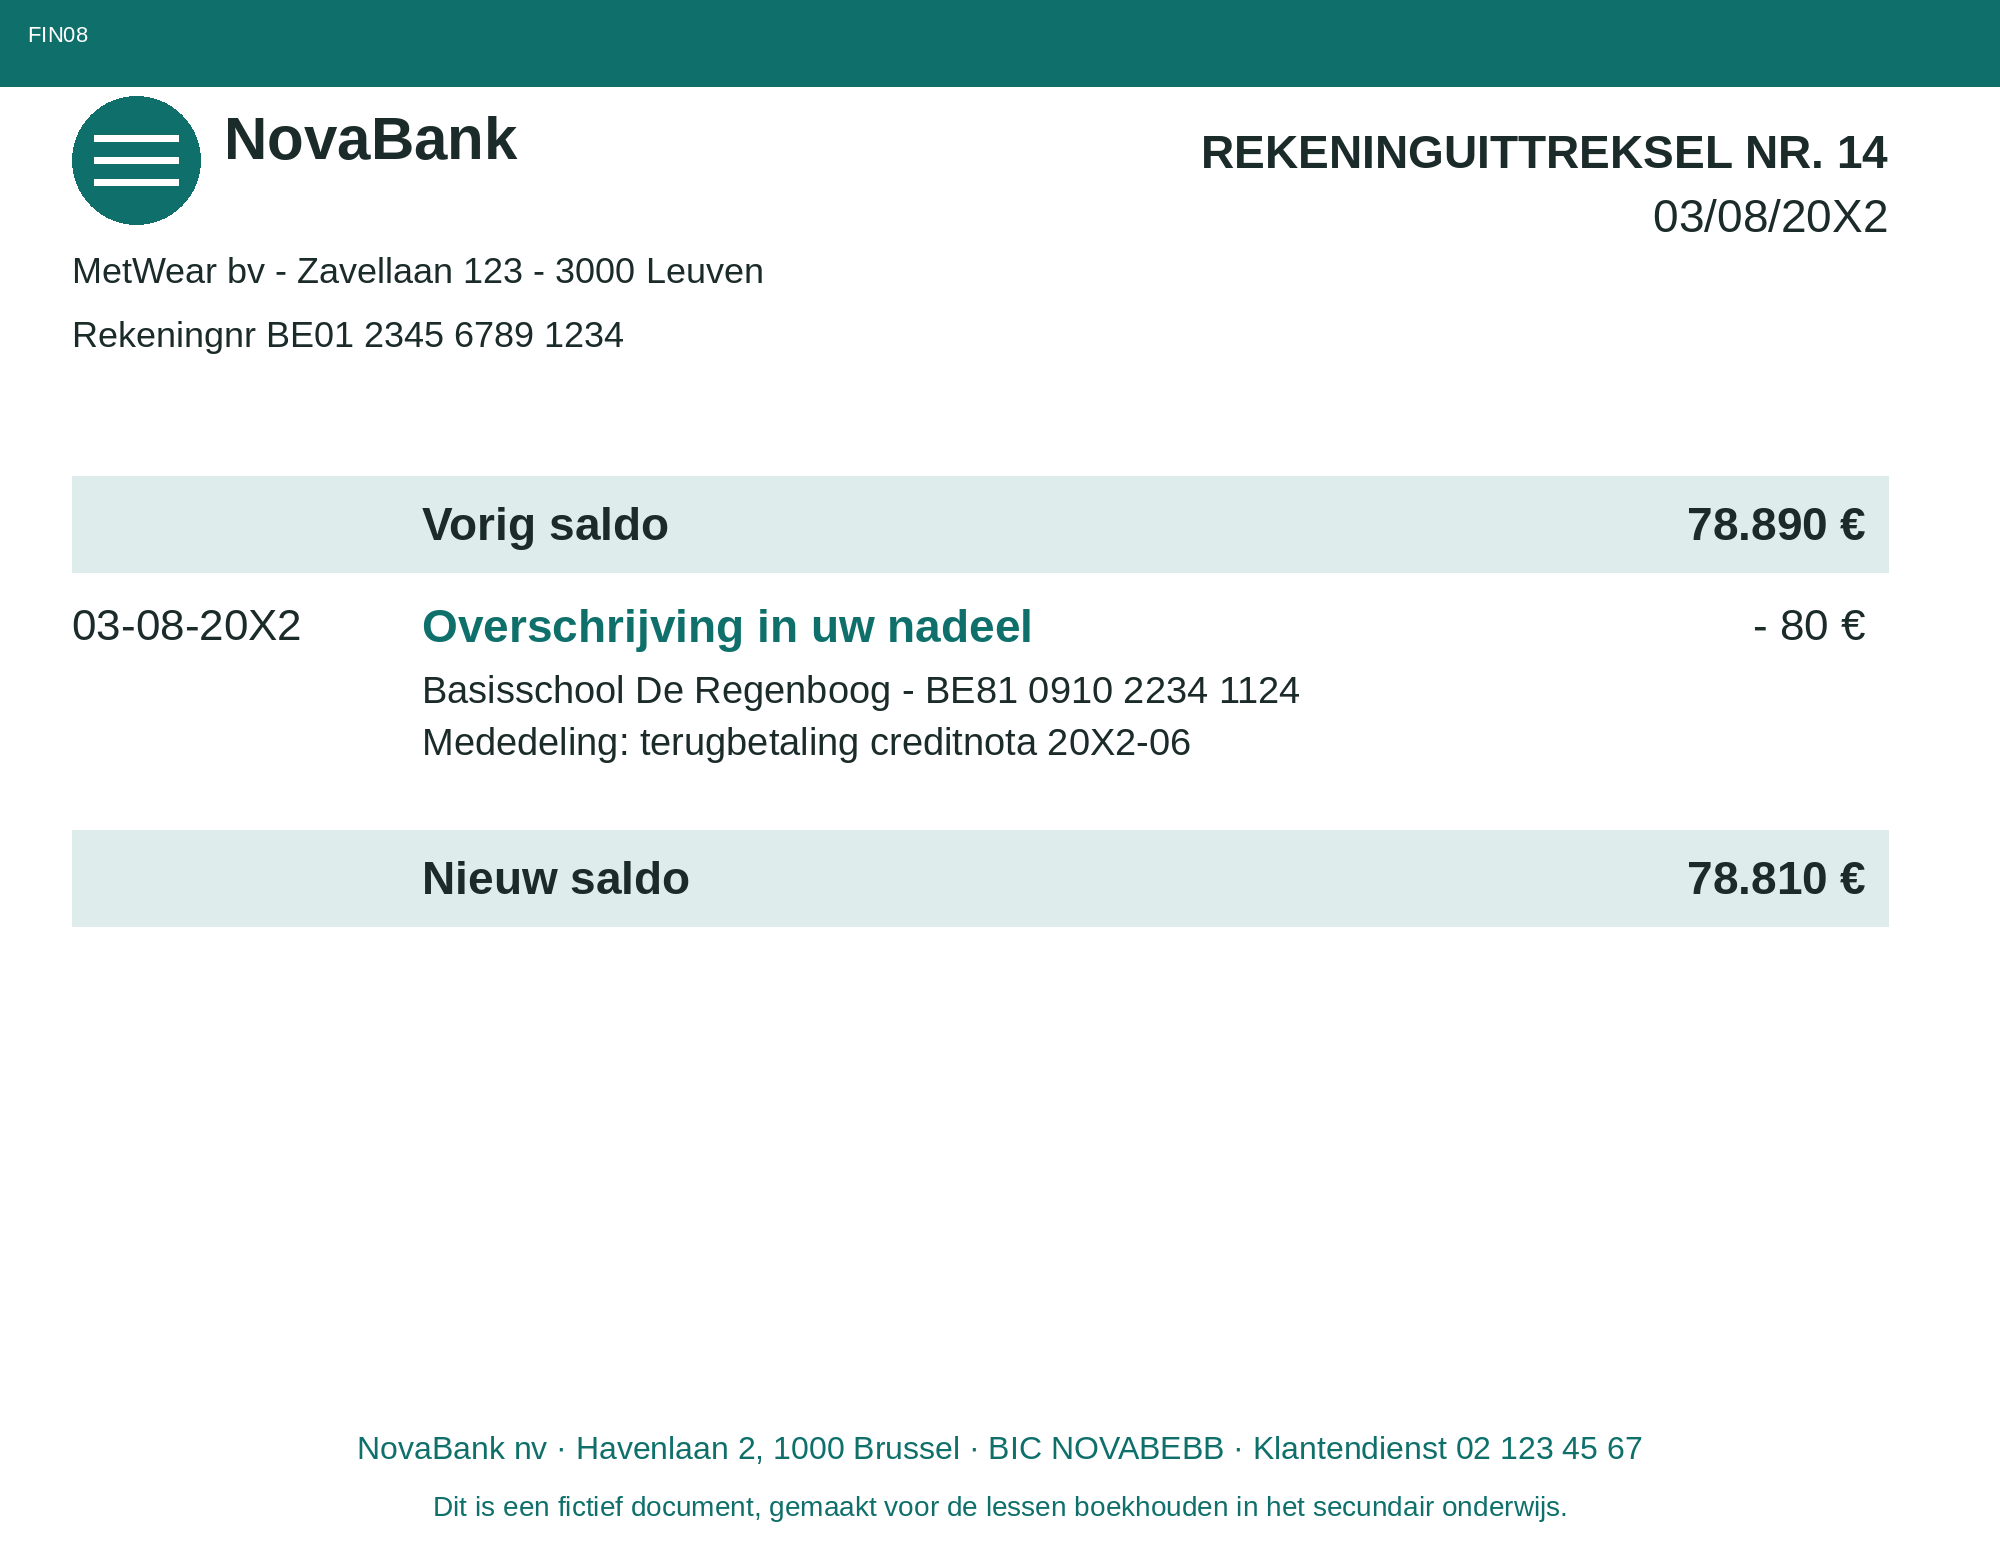 FIN08
NovaBank
REKENINGUITTREKSEL NR. 14
03/08/20X2
MetWear bv - Zavellaan 123 - 3000 Leuven
Rekeningnr BE01 2345 6789 1234
Vorig saldo 78.890 €
03-08-20X2 Overschrijving in uw nadeel - 80 €
Basisschool De Regenboog - BE81 0910 2234 1124
Mededeling: terugbetaling creditnota 20X2-06
Nieuw saldo 78.810 €
NovaBank nv · Havenlaan 2, 1000 Brussel · BIC NOVABEBB · Klantendienst 02 123 45 67
Dit is een fictief document, gemaakt voor de lessen boekhouden in het secundair onderwijs.